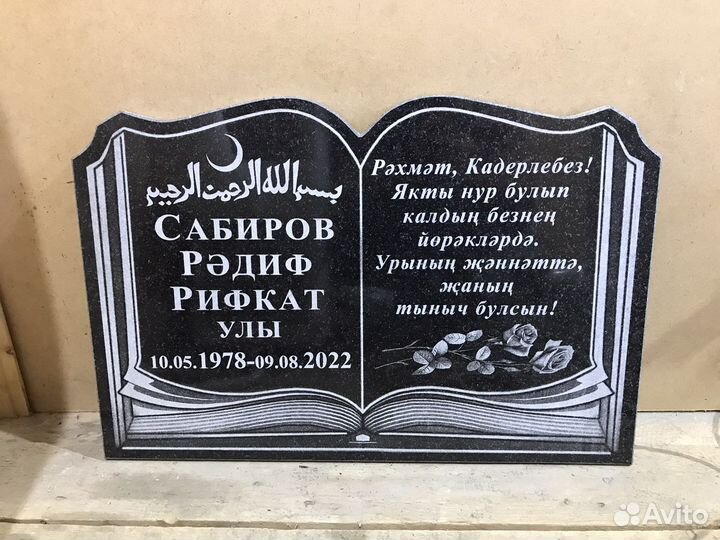 بسم الله الرحمن الرحيم
САБИРОВ
РӘДИФ
РИФКАТ
УЛЫ
10.05.1978-09.08.2022
Рәхмәт, Кадерлебез!
Якты нур булып
калдың безнең
йөрәкләрдә.
Урының җәннәттә,
җаның
тыныч булсын!
Avito